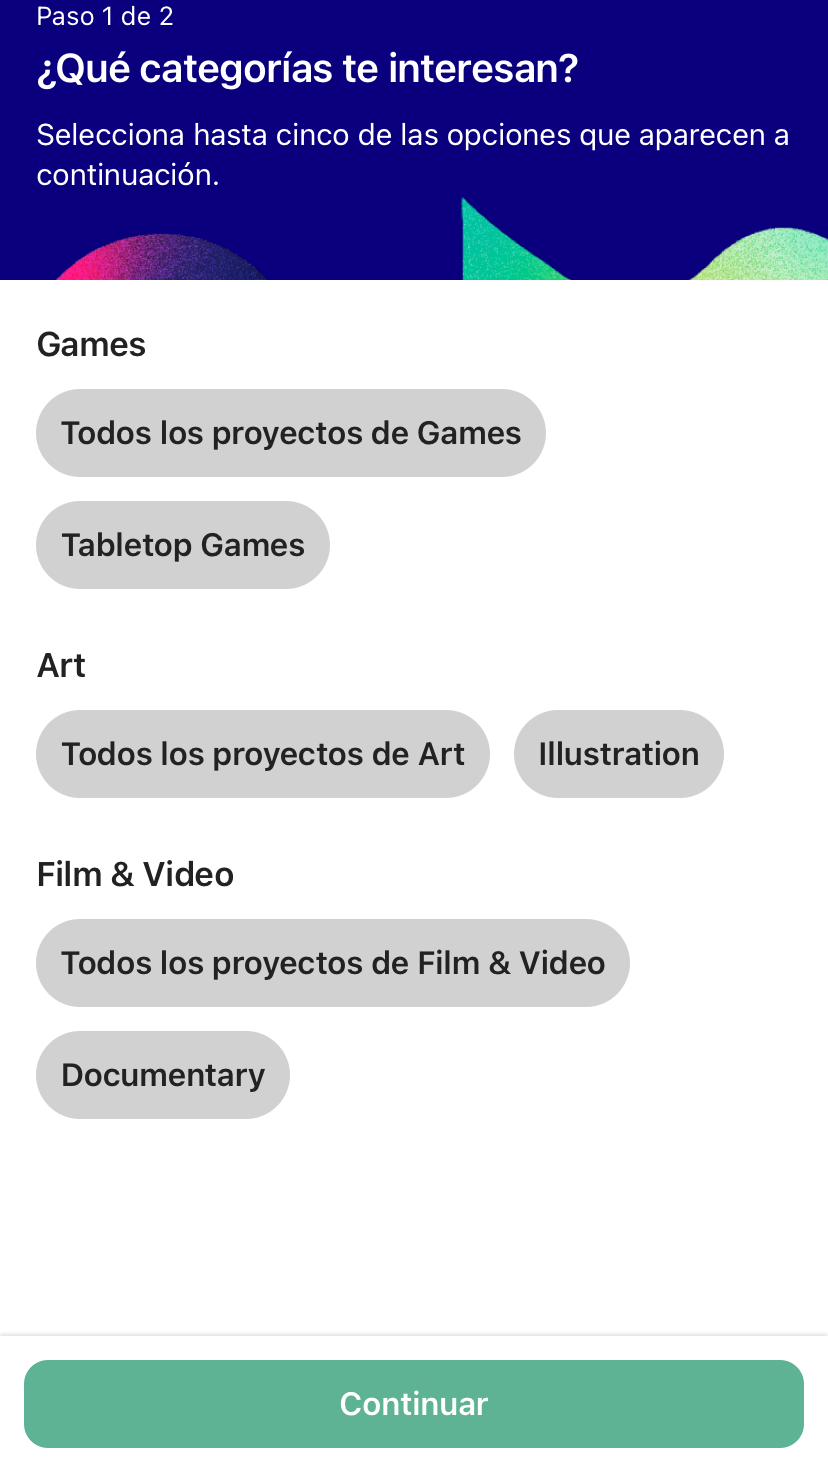 Paso 1 de 2
¿Qué categorías te interesan?
Selecciona hasta cinco de las opciones que aparecen a
continuación.
Games
Todos los proyectos de Games
Tabletop Games
Art
Todos los proyectos de Art
Illustration
Film & Video
Todos los proyectos de Film & Video
Documentary
Continuar